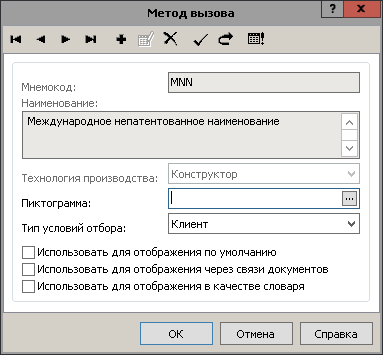 Метод вызова
Мнемокод: MNN
Наименование:
Международное непатентованное наименование
Технология производства: Конструктор
Пиктограмма: ...
Тип условий отбора: Клиент
Использовать для отображения по умолчанию
Использовать для отображения через связи документов
Использовать для отображения в качестве словаря
ОК Отмена Справка